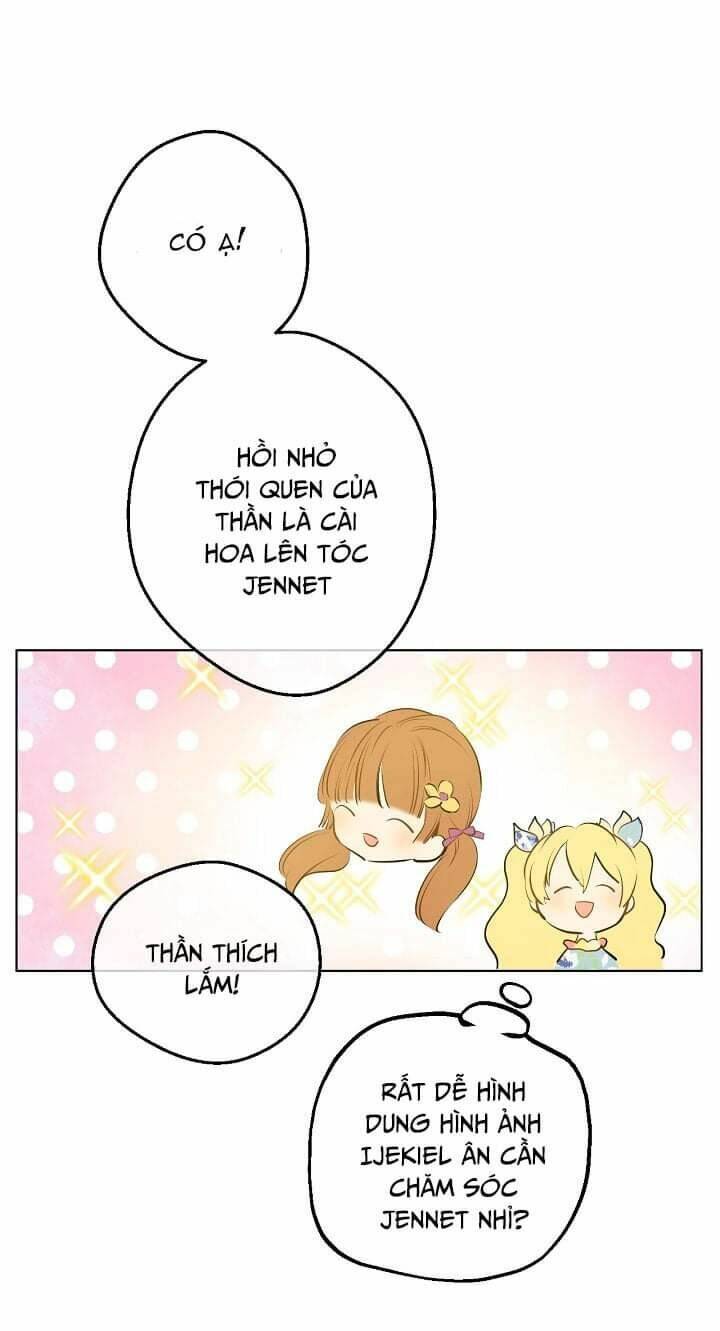 CÓ Ạ!
HỒI NHỎ
THÓI QUEN CỦA
THẦN LÀ CÀI
HOA LÊN TÓC
JENNET
THẦN THÍCH
LẮM!
RẤT DỄ HÌNH
DUNG HÌNH ẢNH
IJEKIEL ÂN CẦN
CHĂM SÓC
JENNET NHỈ?